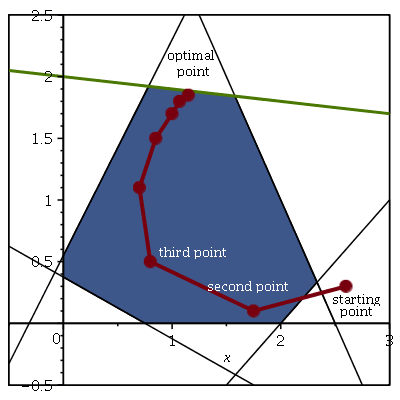 2.5
optimal
point
2
1.5
1
third point
0.5
second point
starting
point
0
1
2
3
x
−0.5